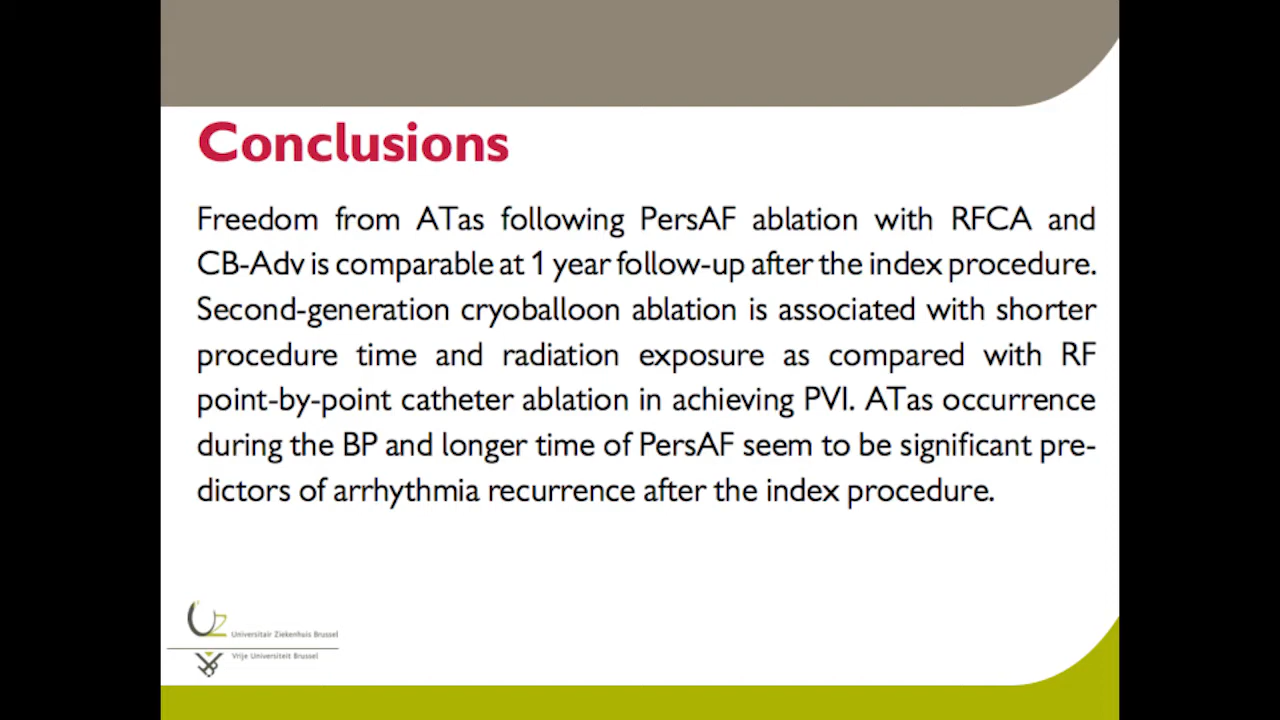 Conclusions
Freedom from ATas following PersAF ablation with RFCA and
CB-Adv is comparable at 1 year follow-up after the index procedure.
Second-generation cryoballoon ablation is associated with shorter
procedure time and radiation exposure as compared with RF
point-by-point catheter ablation in achieving PVI. ATas occurrence
during the BP and longer time of PersAF seem to be significant pre-
dictors of arrhythmia recurrence after the index procedure.
Universitair Ziekenhuis Brussel
Vrije Universiteit Brussel